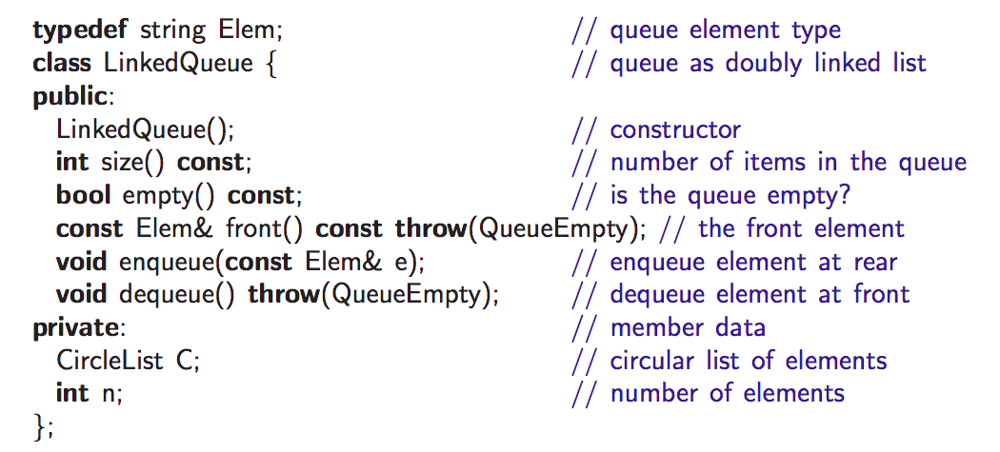 typedef string Elem; // queue element type
class LinkedQueue { // queue as doubly linked list
public:
LinkedQueue(); // constructor
int size() const; // number of items in the queue
bool empty() const; // is the queue empty?
const Elem& front() const throw(QueueEmpty); // the front element
void enqueue(const Elem& e); // enqueue element at rear
void dequeue() throw(QueueEmpty); // dequeue element at front
private: // member data
CircleList C; // circular list of elements
int n; // number of elements
};